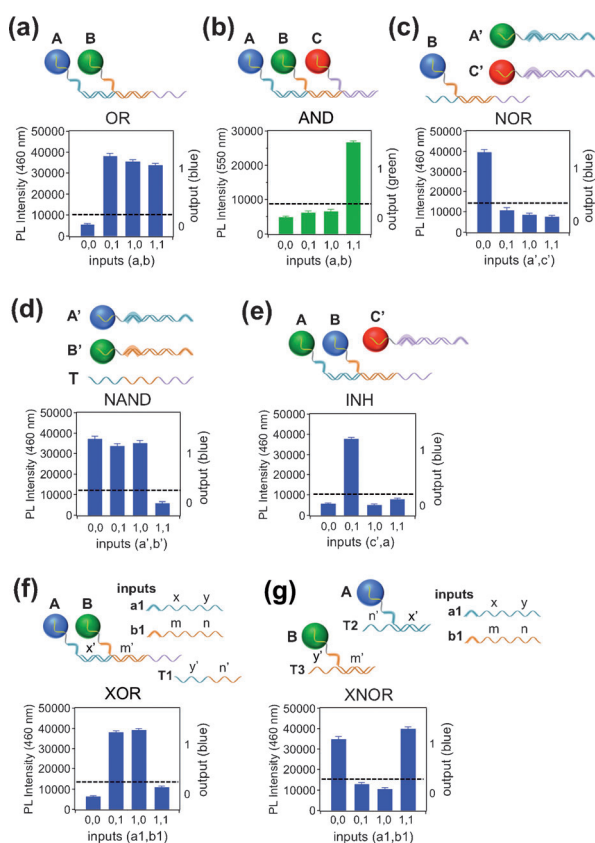 (a)
A B
OR
PL Intensity (460 nm)
50000
40000
30000
20000
10000
0
0,0 0,1 1,0 1,1
inputs (a,b)
1
0
output (blue)
(b)
A B C
AND
PL Intensity (550 nm)
30000
20000
10000
0
0,0 0,1 1,0 1,1
inputs (a,b)
1
0
output (green)
(c)
B
A'
C'
NOR
PL Intensity (460 nm)
50000
40000
30000
20000
10000
0
0,0 0,1 1,0 1,1
inputs (a',c')
1
0
output (blue)
(d)
A'
B'
T
NAND
PL Intensity (460 nm)
50000
40000
30000
20000
10000
0
0,0 0,1 1,0 1,1
inputs (a',b')
1
0
output (blue)
(e)
A B C'
INH
PL Intensity (460 nm)
50000
40000
30000
20000
10000
0
0,0 0,1 1,0 1,1
inputs (c',a)
1
0
output (blue)
(f)
A B
inputs
a1 x y
b1 m n
x' m'
T1 y' n'
XOR
PL Intensity (460 nm)
50000
40000
30000
20000
10000
0
0,0 0,1 1,0 1,1
inputs (a1,b1)
1
0
output (blue)
(g)
A
n' x'
T2
B
y' m'
T3
inputs
a1 x y
b1 m n
XNOR
PL Intensity (460 nm)
50000
40000
30000
20000
10000
0
0,0 0,1 1,0 1,1
inputs (a1,b1)
1
0
output (blue)